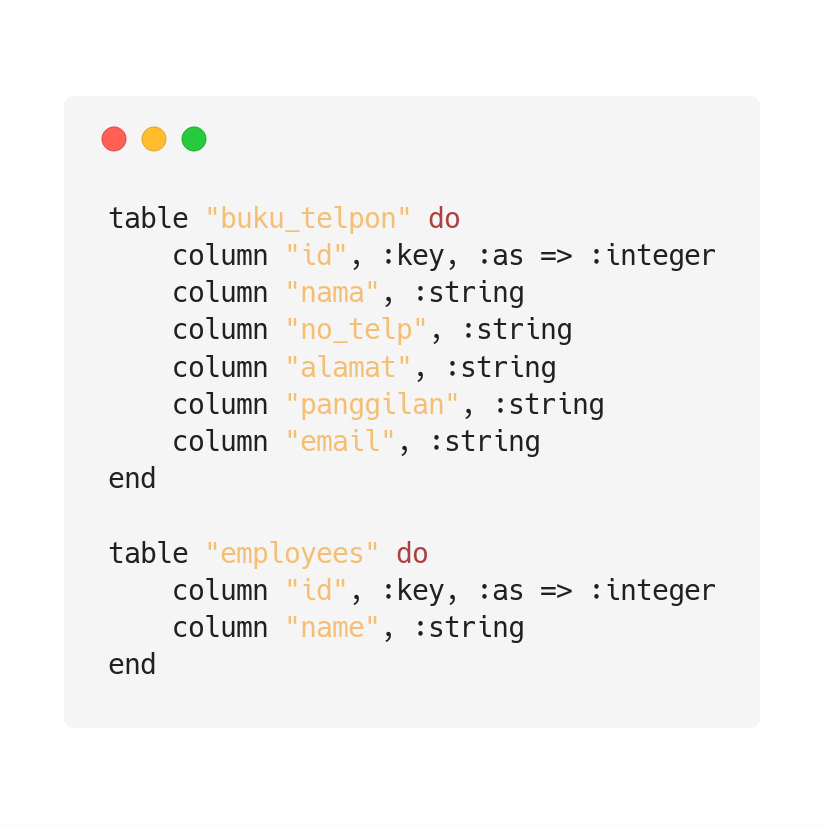 table "buku_telpon" do
    column "id", :key, :as => :integer
    column "nama", :string
    column "no_telp", :string
    column "alamat", :string
    column "panggilan", :string
    column "email", :string
end

table "employees" do
    column "id", :key, :as => :integer
    column "name", :string
end